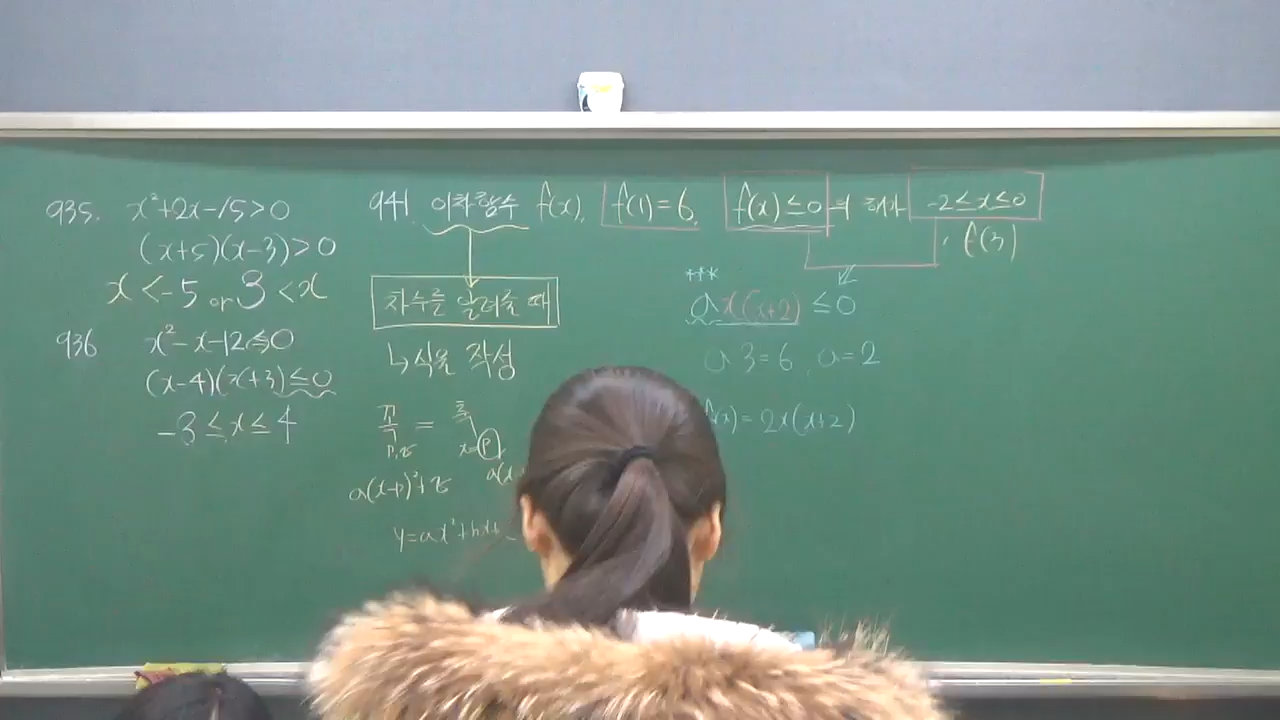 935. x²+2x-15>0
(x+5)(x-3)>0
x<-5 or 3<x
936 x²-x-12≤0
(x-4)(x+3)≤0
-3≤x≤4
941. 이차함수 f(x), f(1)=6, f(x)≤0의 해가 -2≤x≤0
, f(3)
차수를 알려줄 때
↳식을 작성
꼭 = 축
a(x-p)²+q
y=ax²+bx+
***
ax(x+2)≤0
a3=6, a=2
f(x)=2x(x+2)